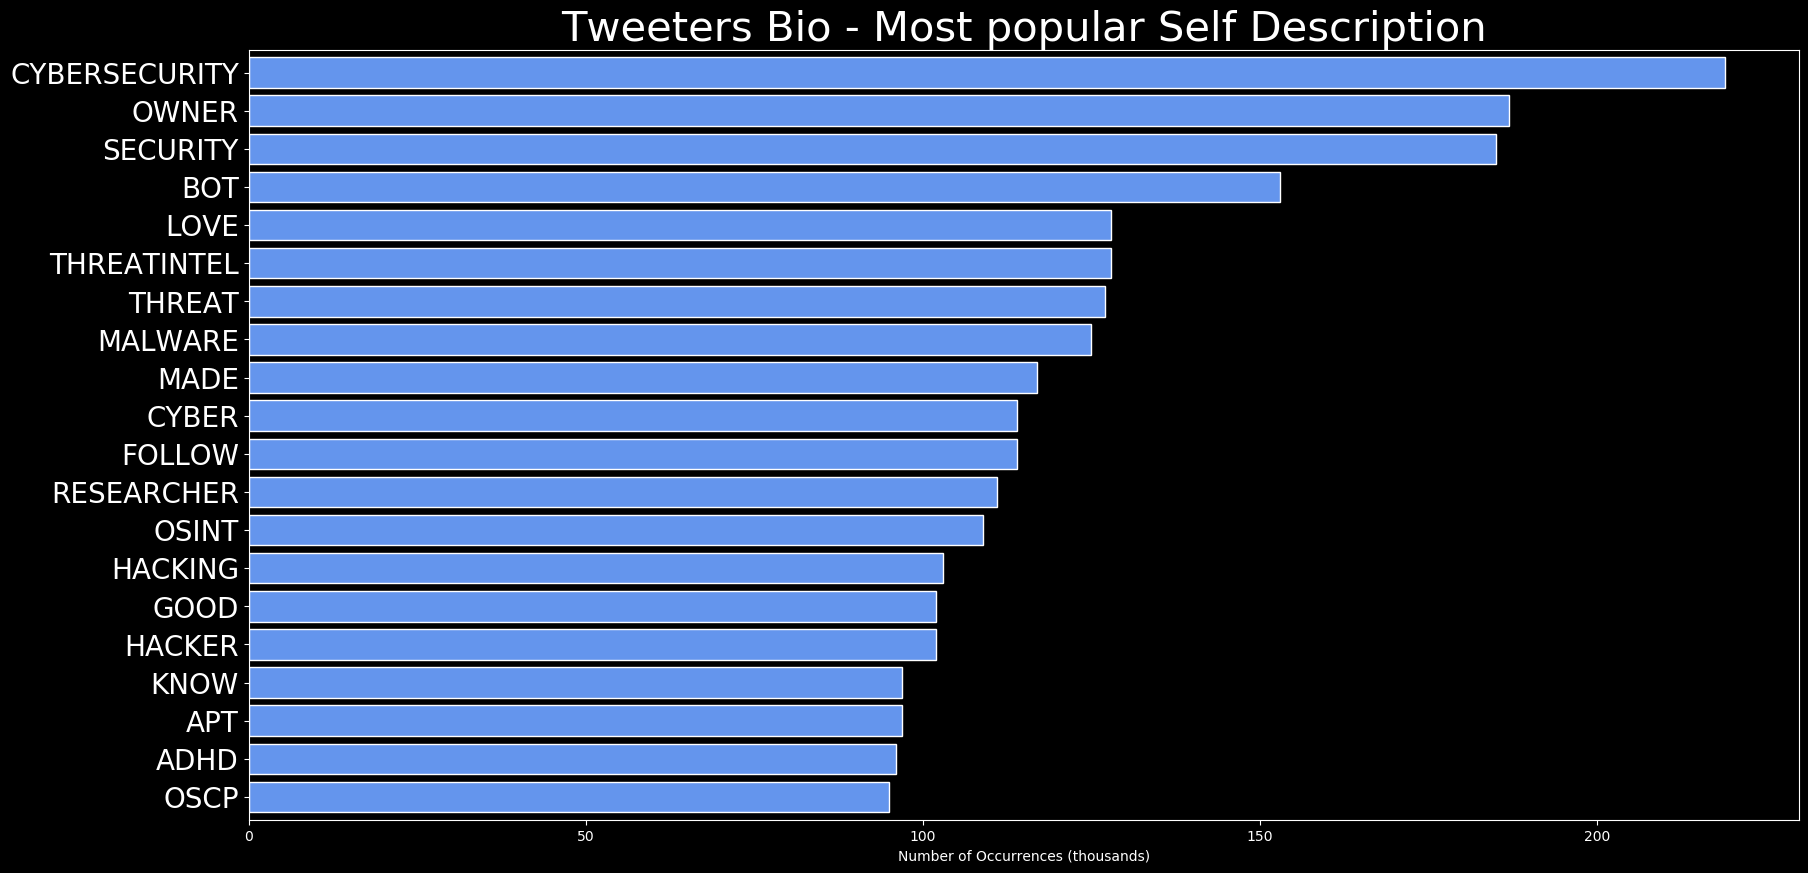 Tweeters Bio - Most popular Self Description
CYBERSECURITY
OWNER
SECURITY
BOT
LOVE
THREATINTEL
THREAT
MALWARE
MADE
CYBER
FOLLOW
RESEARCHER
OSINT
HACKING
GOOD
HACKER
KNOW
APT
ADHD
OSCP
0 50 100 150 200
Number of Occurrences (thousands)